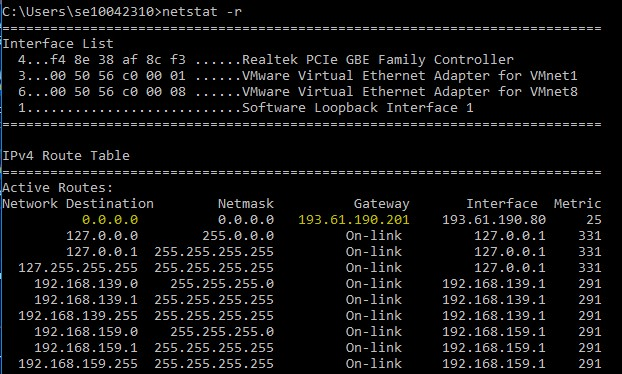 C:\Users\se10042310>netstat -r
===========================================================================
Interface List
4...f4 8e 38 af 8c f3 ......Realtek PCIe GBE Family Controller
3...00 50 56 c0 00 01 ......VMware Virtual Ethernet Adapter for VMnet1
6...00 50 56 c0 00 08 ......VMware Virtual Ethernet Adapter for VMnet8
1...........................Software Loopback Interface 1
===========================================================================
IPv4 Route Table
===========================================================================
Active Routes:
Network Destination Netmask Gateway Interface Metric
0.0.0.0 0.0.0.0 193.61.190.201 193.61.190.80 25
127.0.0.0 255.0.0.0 On-link 127.0.0.1 331
127.0.0.1 255.255.255.255 On-link 127.0.0.1 331
127.255.255.255 255.255.255.255 On-link 127.0.0.1 331
192.168.139.0 255.255.255.0 On-link 192.168.139.1 291
192.168.139.1 255.255.255.255 On-link 192.168.139.1 291
192.168.139.255 255.255.255.255 On-link 192.168.139.1 291
192.168.159.0 255.255.255.0 On-link 192.168.159.1 291
192.168.159.1 255.255.255.255 On-link 192.168.159.1 291
192.168.159.255 255.255.255.255 On-link 192.168.159.1 291